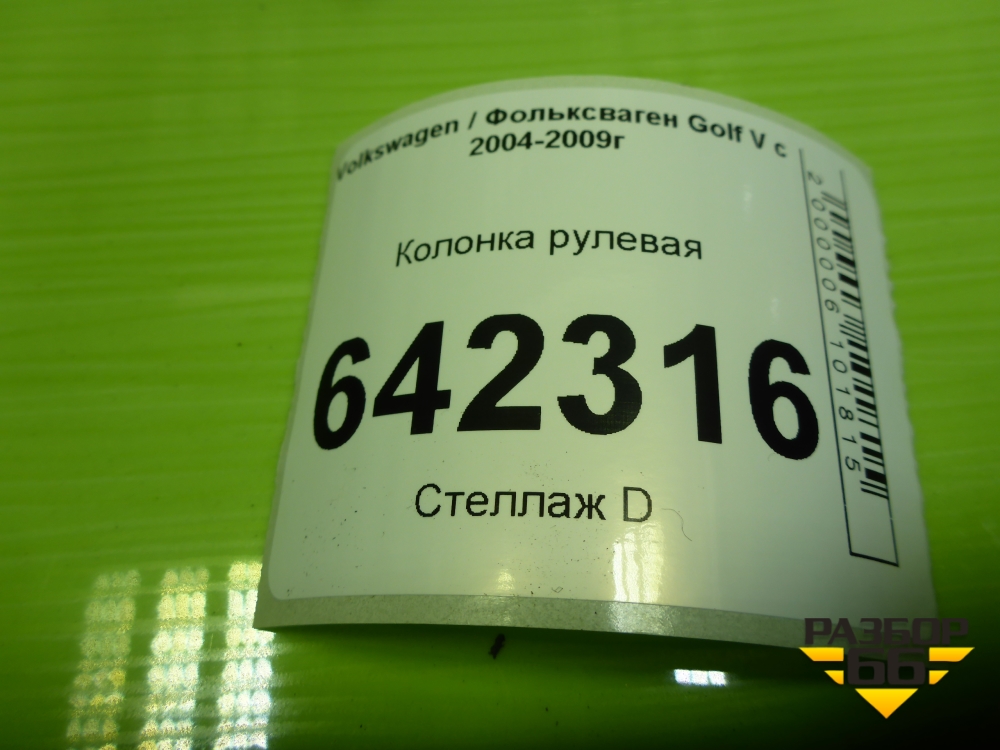 Volkswagen / Фольксваген Golf V с
2004-2009г
Колонка рулевая
642316
Стеллаж D
2000006101815
РАЗБОР
66